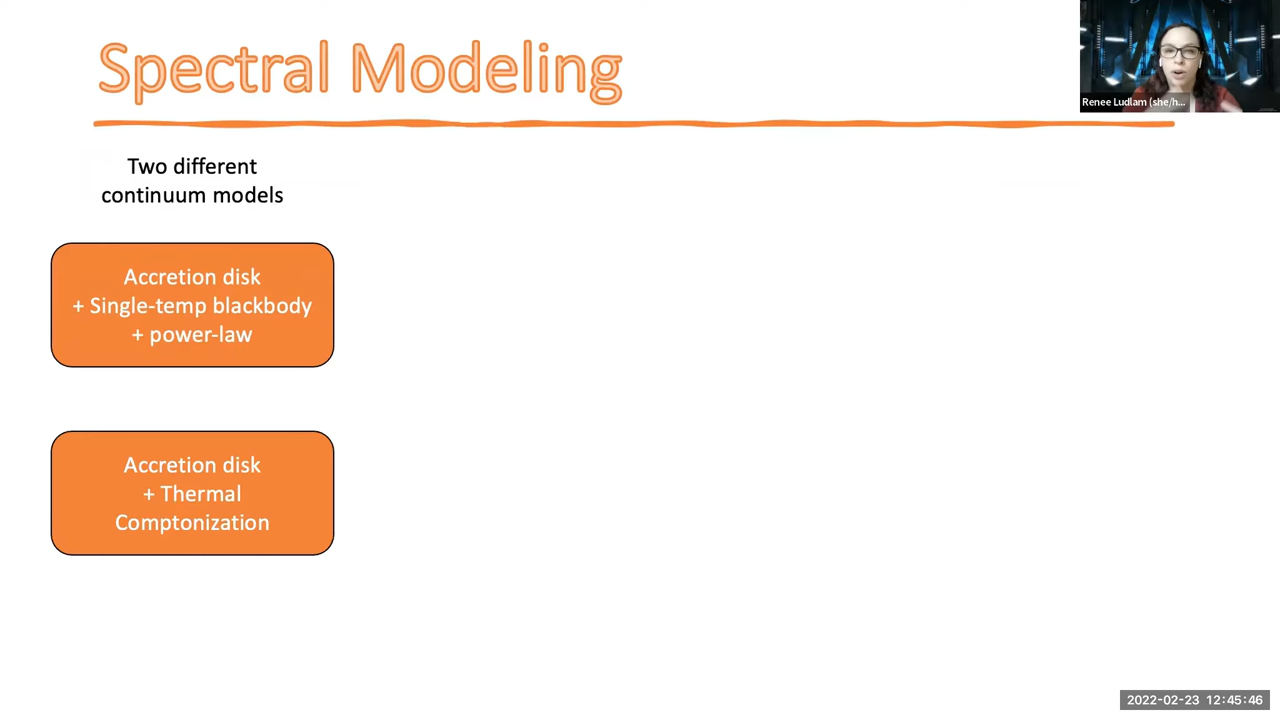 Spectral Modeling
Renee Ludlam (she/h...
Two different
continuum models
Accretion disk
+ Single-temp blackbody
+ power-law
Accretion disk
+ Thermal
Comptonization
2022-02-23 12:45:46